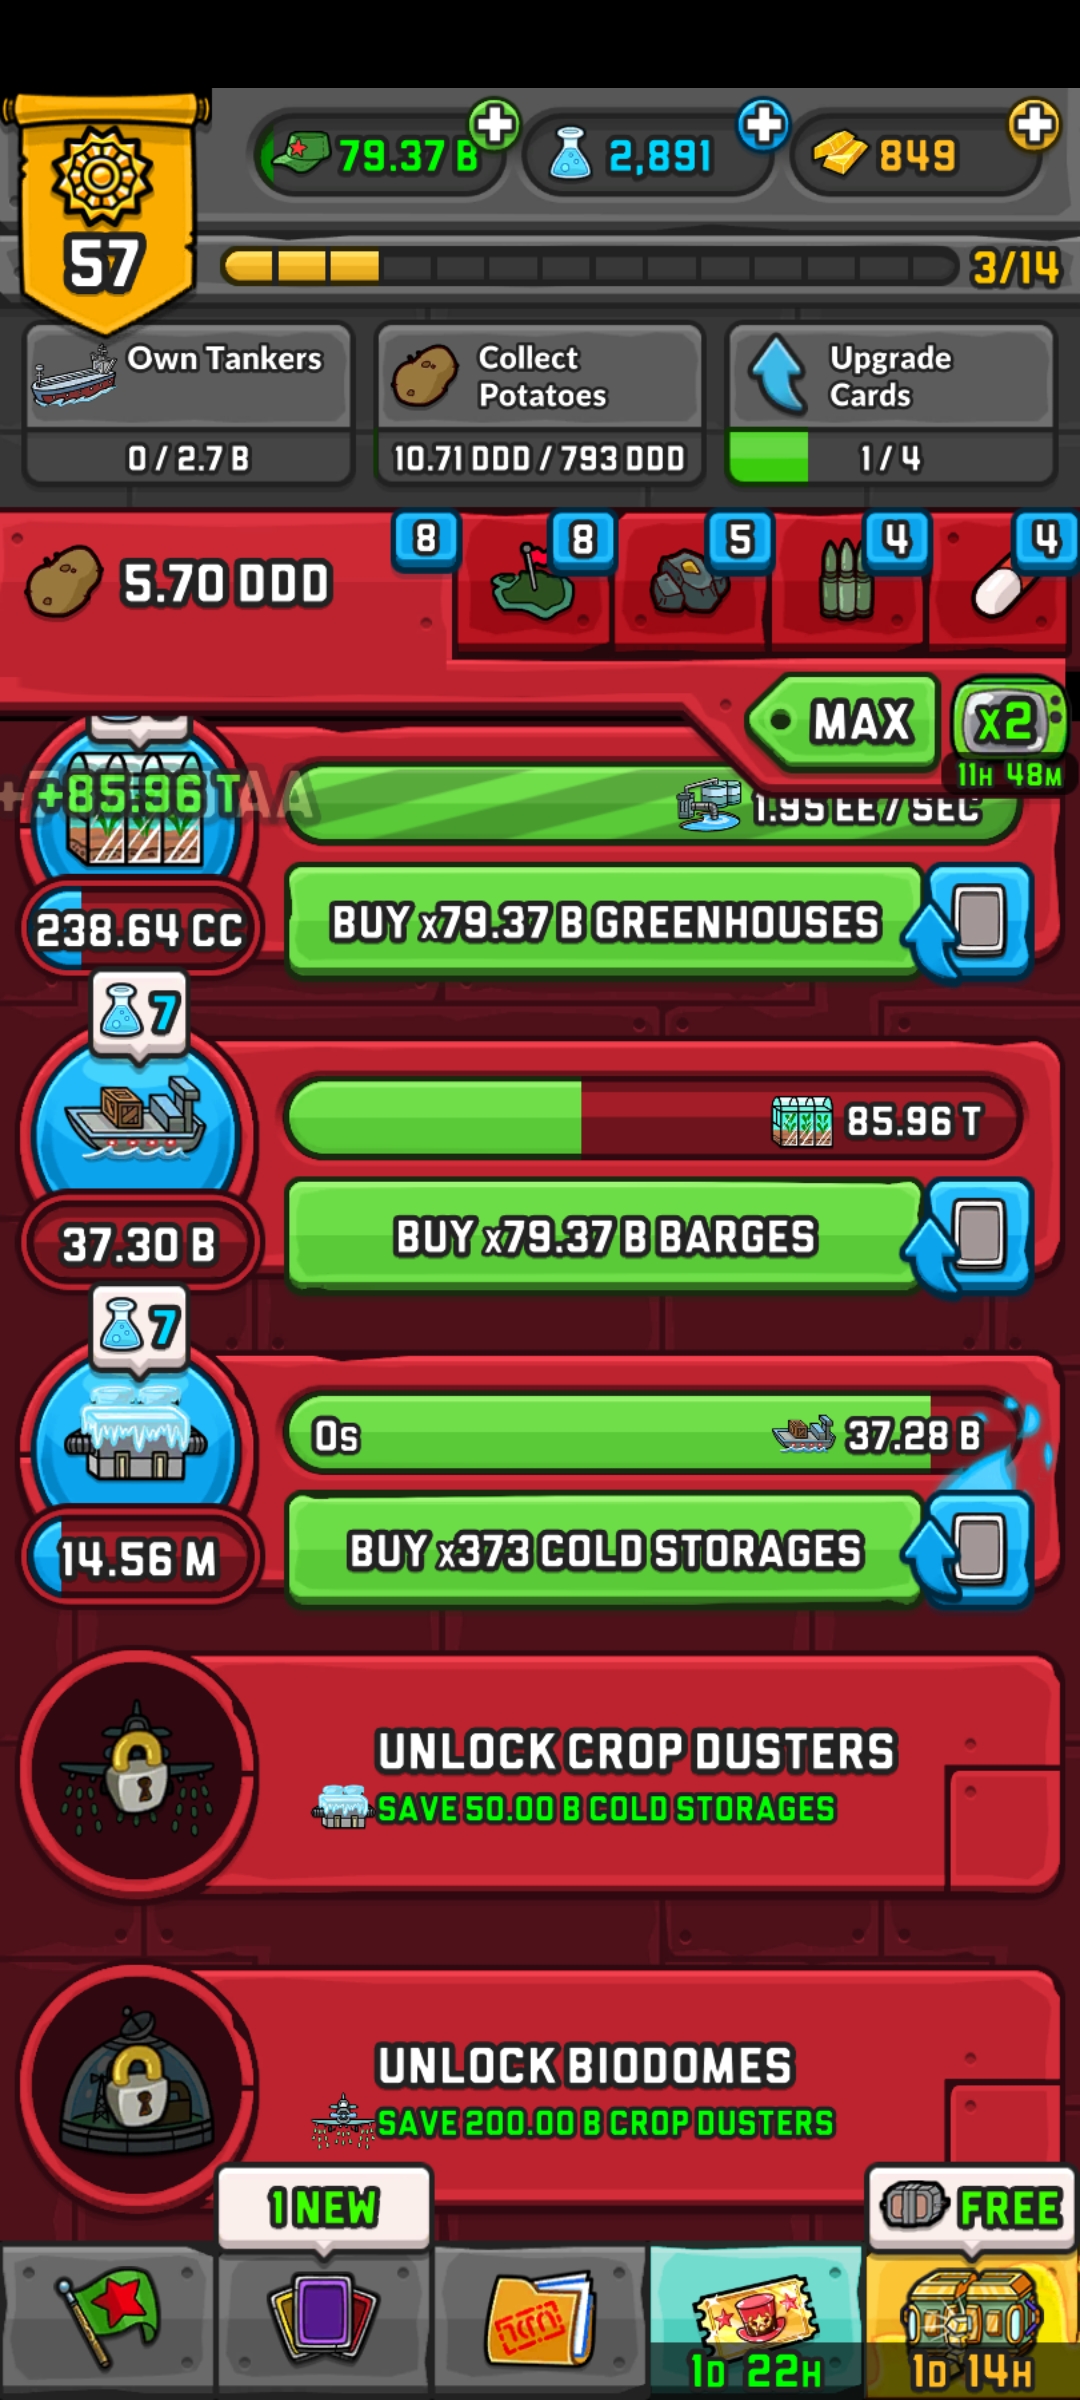 79.37 B
2,891
849
57
3/14
Own Tankers
0 / 2.7 B
Collect
Potatoes
10.71 DDD / 793 DDD
Upgrade
Cards
1 / 4
5.70 DDD
8
8
5
4
4
MAX
x2
11H 48M
+85.96 T
1.95 EE / SEC
238.64 CC
BUY x79.37 B GREENHOUSES
7
85.96 T
37.30 B
BUY x79.37 B BARGES
7
0s
37.28 B
14.56 M
BUY x373 COLD STORAGES
UNLOCK CROP DUSTERS
SAVE 50.00 B COLD STORAGES
UNLOCK BIODOMES
SAVE 200.00 B CROP DUSTERS
1 NEW
FREE
1D 22H
1D 14H